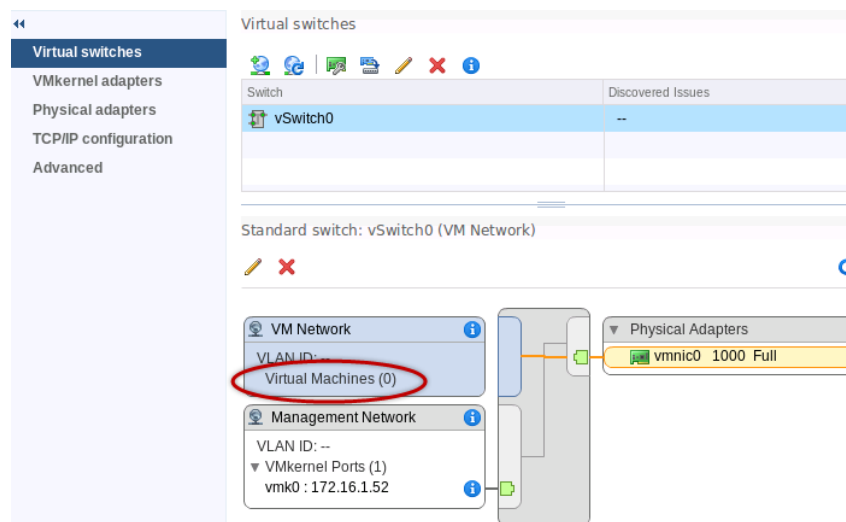 Virtual switches
Virtual switches
VMkernel adapters
Physical adapters
TCP/IP configuration
Advanced
Switch
Discovered Issues
vSwitch0
--
Standard switch: vSwitch0 (VM Network)
VM Network
VLAN ID: --
Virtual Machines (0)
Physical Adapters
vmnic0 1000 Full
Management Network
VLAN ID: --
VMkernel Ports (1)
vmk0 : 172.16.1.52